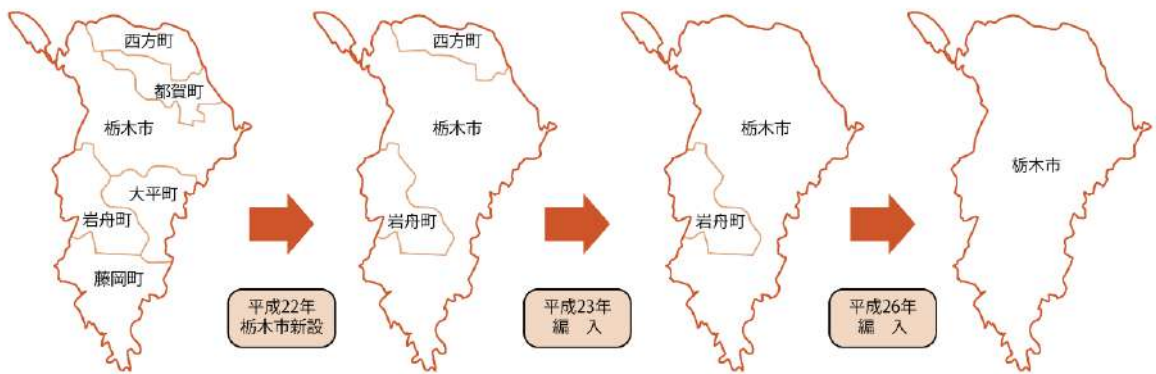 西方町
都賀町
栃木市
大平町
岩舟町
藤岡町
平成22年
栃木市新設
西方町
栃木市
岩舟町
平成23年
編 入
栃木市
岩舟町
平成26年
編 入
栃木市